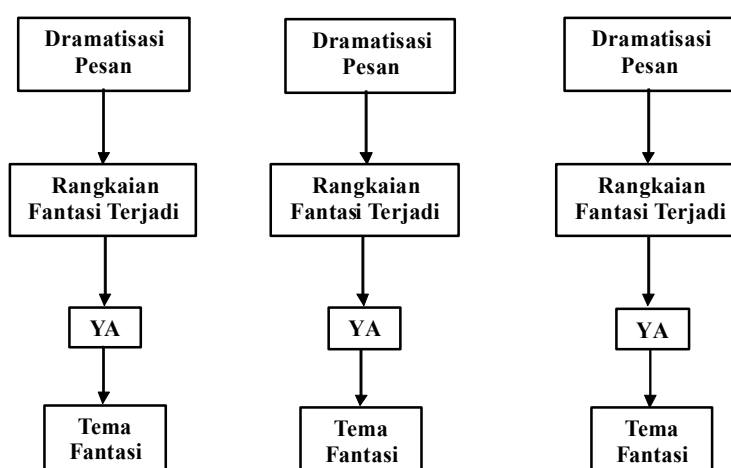 Dramatisasi
Pesan
Dramatisasi
Pesan
Dramatisasi
Pesan
Rangkaian
Fantasi Terjadi
Rangkaian
Fantasi Terjadi
Rangkaian
Fantasi Terjadi
YA
YA
YA
Tema
Fantasi
Tema
Fantasi
Tema
Fantasi